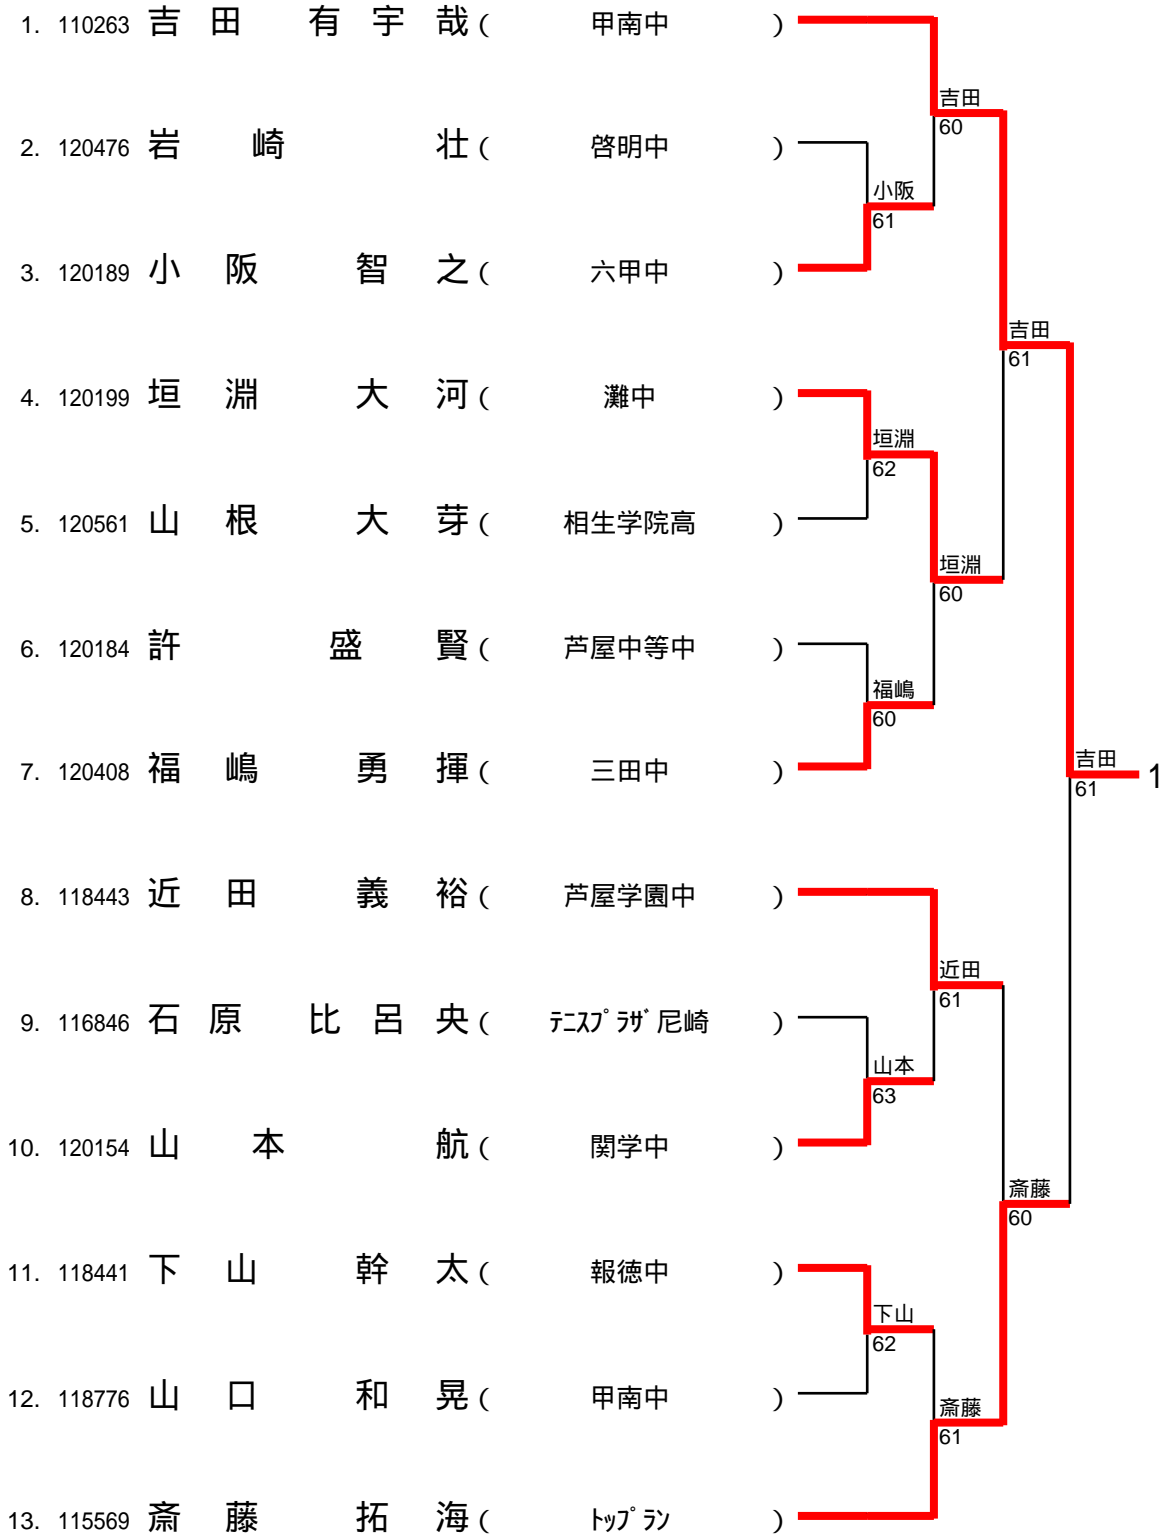 1. 110263 吉田 有宇哉 ( 甲南中 )
吉田
60
2. 120476 岩崎 壮 ( 啓明中 )
小阪
61
3. 120189 小阪 智之 ( 六甲中 )
吉田
61
4. 120199 垣淵 大河 ( 灘中 )
垣淵
62
5. 120561 山根 大芽 ( 相生学院高 )
垣淵
60
6. 120184 許 盛賢 ( 芦屋中等中 )
福嶋
60
7. 120408 福嶋 勇揮 ( 三田中 )
吉田
61
1
8. 118443 近田 義裕 ( 芦屋学園中 )
近田
61
9. 116846 石原 比呂央 ( ﾃﾆｽﾌﾟﾗｻﾞ尼崎 )
山本
63
10. 120154 山本 航 ( 関学中 )
斎藤
60
11. 118441 下山 幹太 ( 報徳中 )
下山
62
12. 118776 山口 和晃 ( 甲南中 )
斎藤
61
13. 115569 斎藤 拓海 ( ﾄｯﾌﾟﾗﾝ )